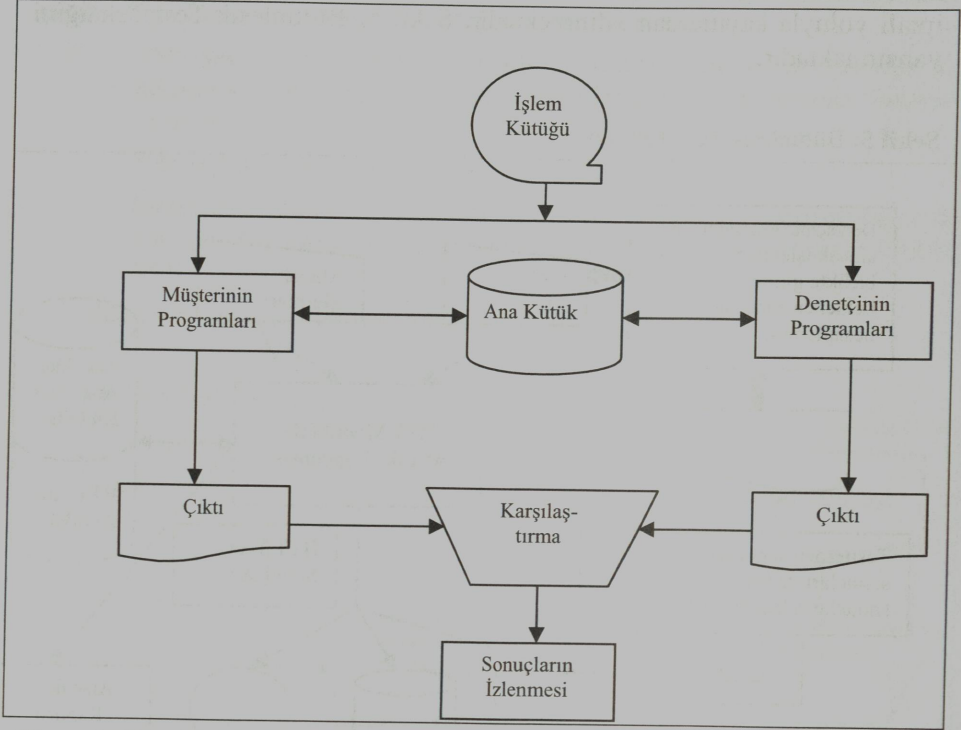 İşlem
Kütüğü
Müşterinin
Programları
Ana Kütük
Denetçinin
Programları
Çıktı
Karşılaş-
tırma
Çıktı
Sonuçların
İzlenmesi